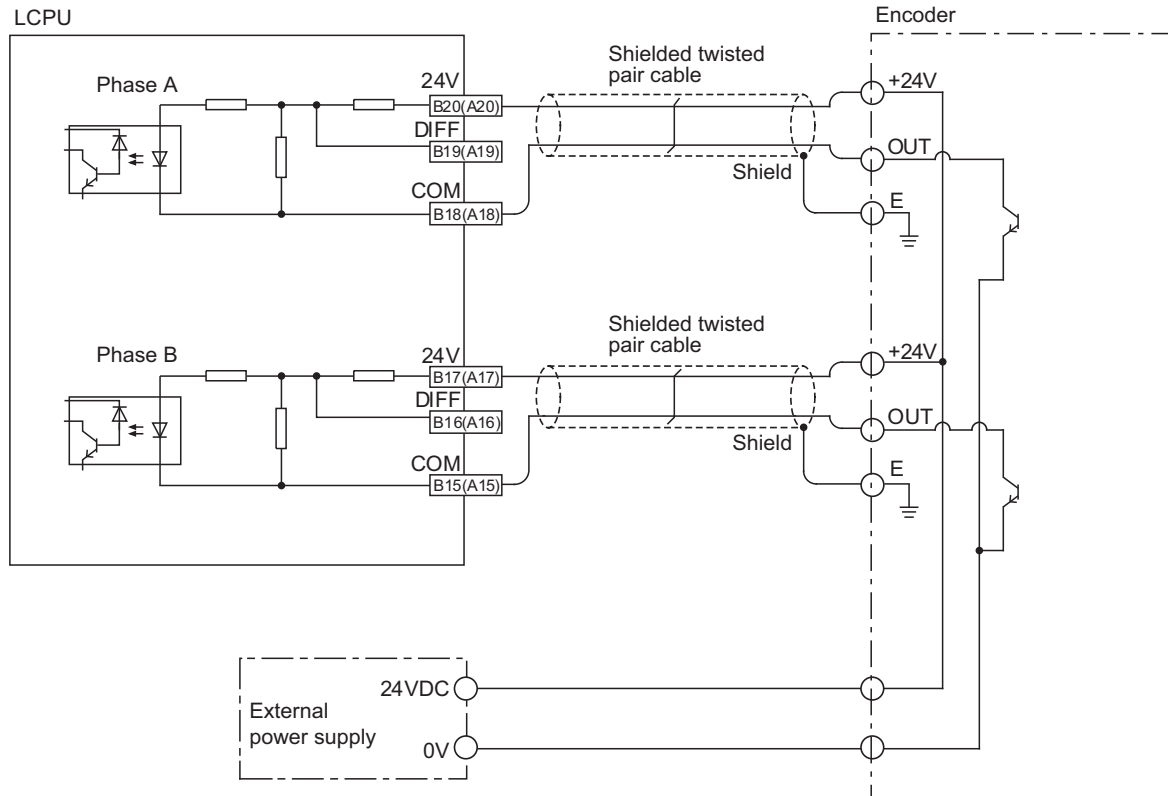 LCPU
Encoder
Phase A
24V
B20(A20)
DIFF
B19(A19)
COM
B18(A18)
Shielded twisted
pair cable
Shield
+24V
OUT
E
Phase B
24V
B17(A17)
DIFF
B16(A16)
COM
B15(A15)
Shielded twisted
pair cable
Shield
+24V
OUT
E
External
power supply
24VDC
0V